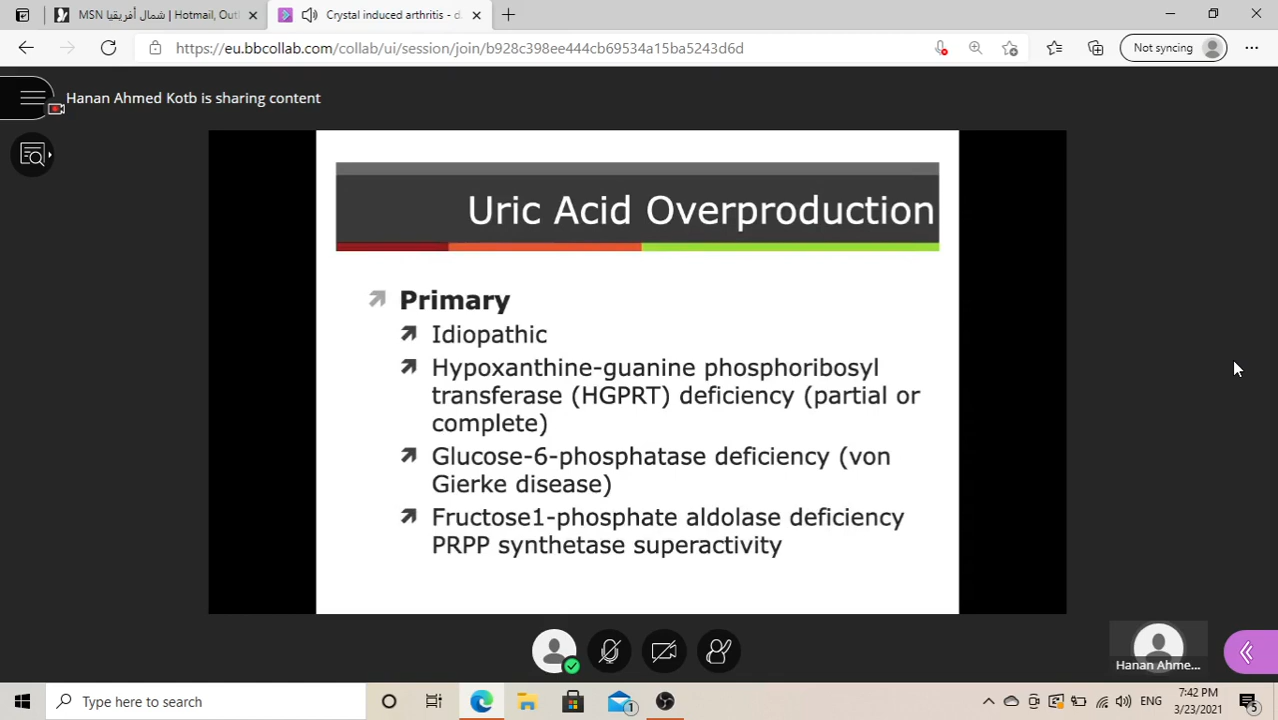 MSN شمال أفريقيا | Hotmail, Outl
Crystal induced arthritis - d
https://eu.bbcollab.com/collab/ui/session/join/b928c398ee444cb69534a15ba5243d6d
Not syncing
Hanan Ahmed Kotb is sharing content
Uric Acid Overproduction
Primary
Idiopathic
Hypoxanthine-guanine phosphoribosyl
transferase (HGPRT) deficiency (partial or
complete)
Glucose-6-phosphatase deficiency (von
Gierke disease)
Fructose1-phosphate aldolase deficiency
PRPP synthetase superactivity
Hanan Ahme...
Type here to search
1
ENG
7:42 PM
3/23/2021
5